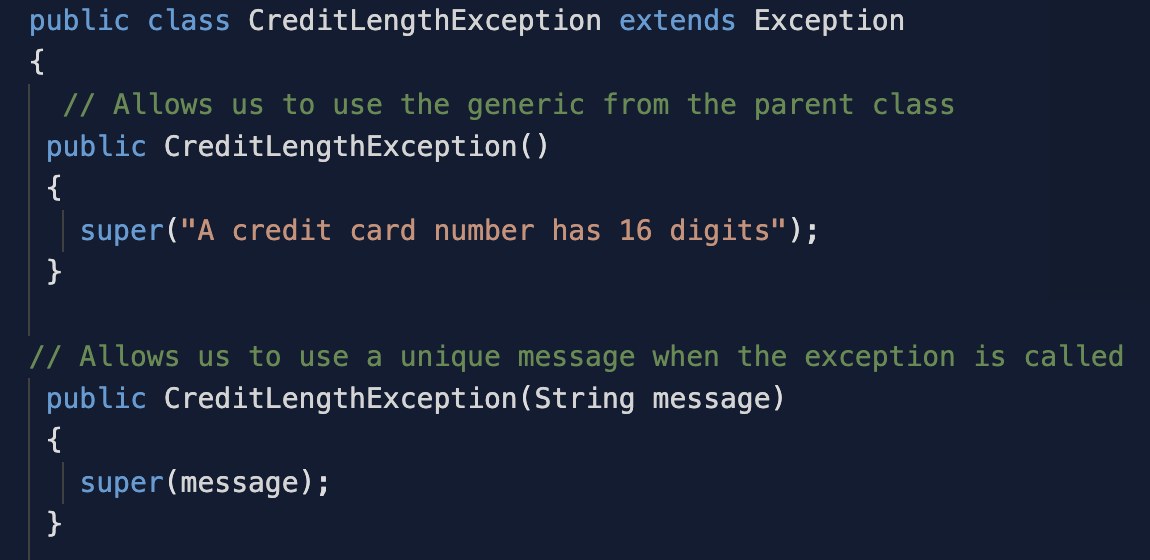 public class CreditLengthException extends Exception
{
// Allows us to use the generic from the parent class
public CreditLengthException()
{
super("A credit card number has 16 digits");
}
// Allows us to use a unique message when the exception is called
public CreditLengthException(String message)
{
super(message);
}